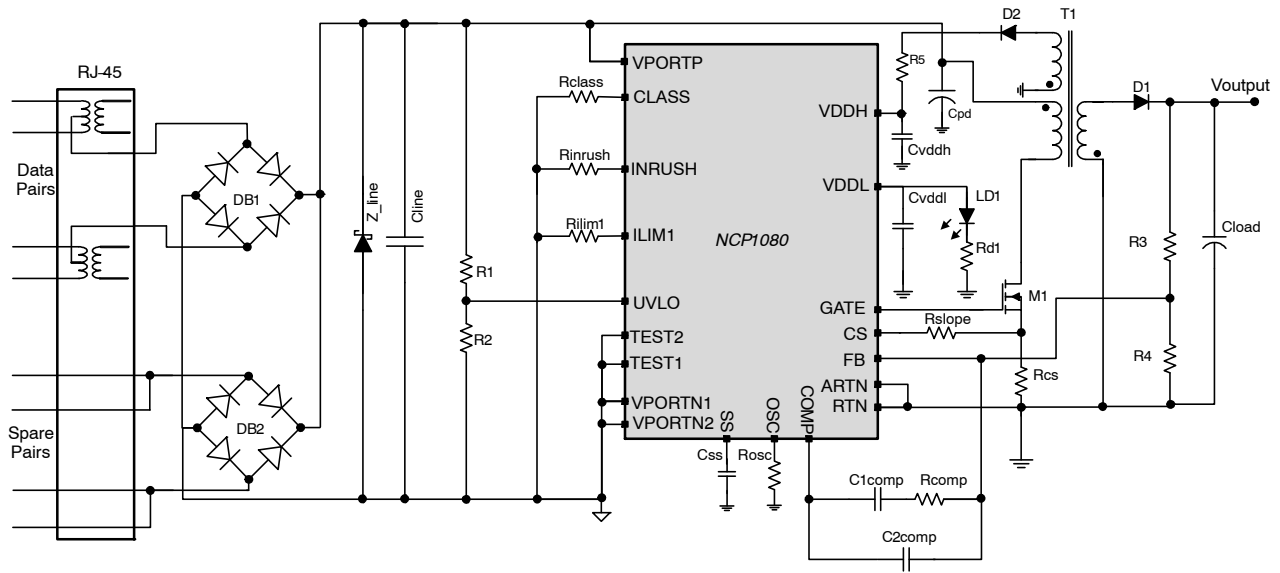 D2
T1
RJ-45
R5
VPORTP
Rclass
CLASS
D1
Voutput
VDDH
Cpd
Cvddh
Data
Pairs
Rinrush
INRUSH
VDDL
Cvddl
LD1
DB1
Z_line
Cline
Rilim1
ILIM1
NCP1080
Rd1
R3
Cload
R1
UVLO
GATE
M1
Rslope
R2
TEST2
CS
TEST1
FB
R4
Rcs
ARTN
VPORTN1
RTN
VPORTN2
SS
OSC
COMP
Spare
Pairs
DB2
Css
Rosc
C1comp
Rcomp
C2comp